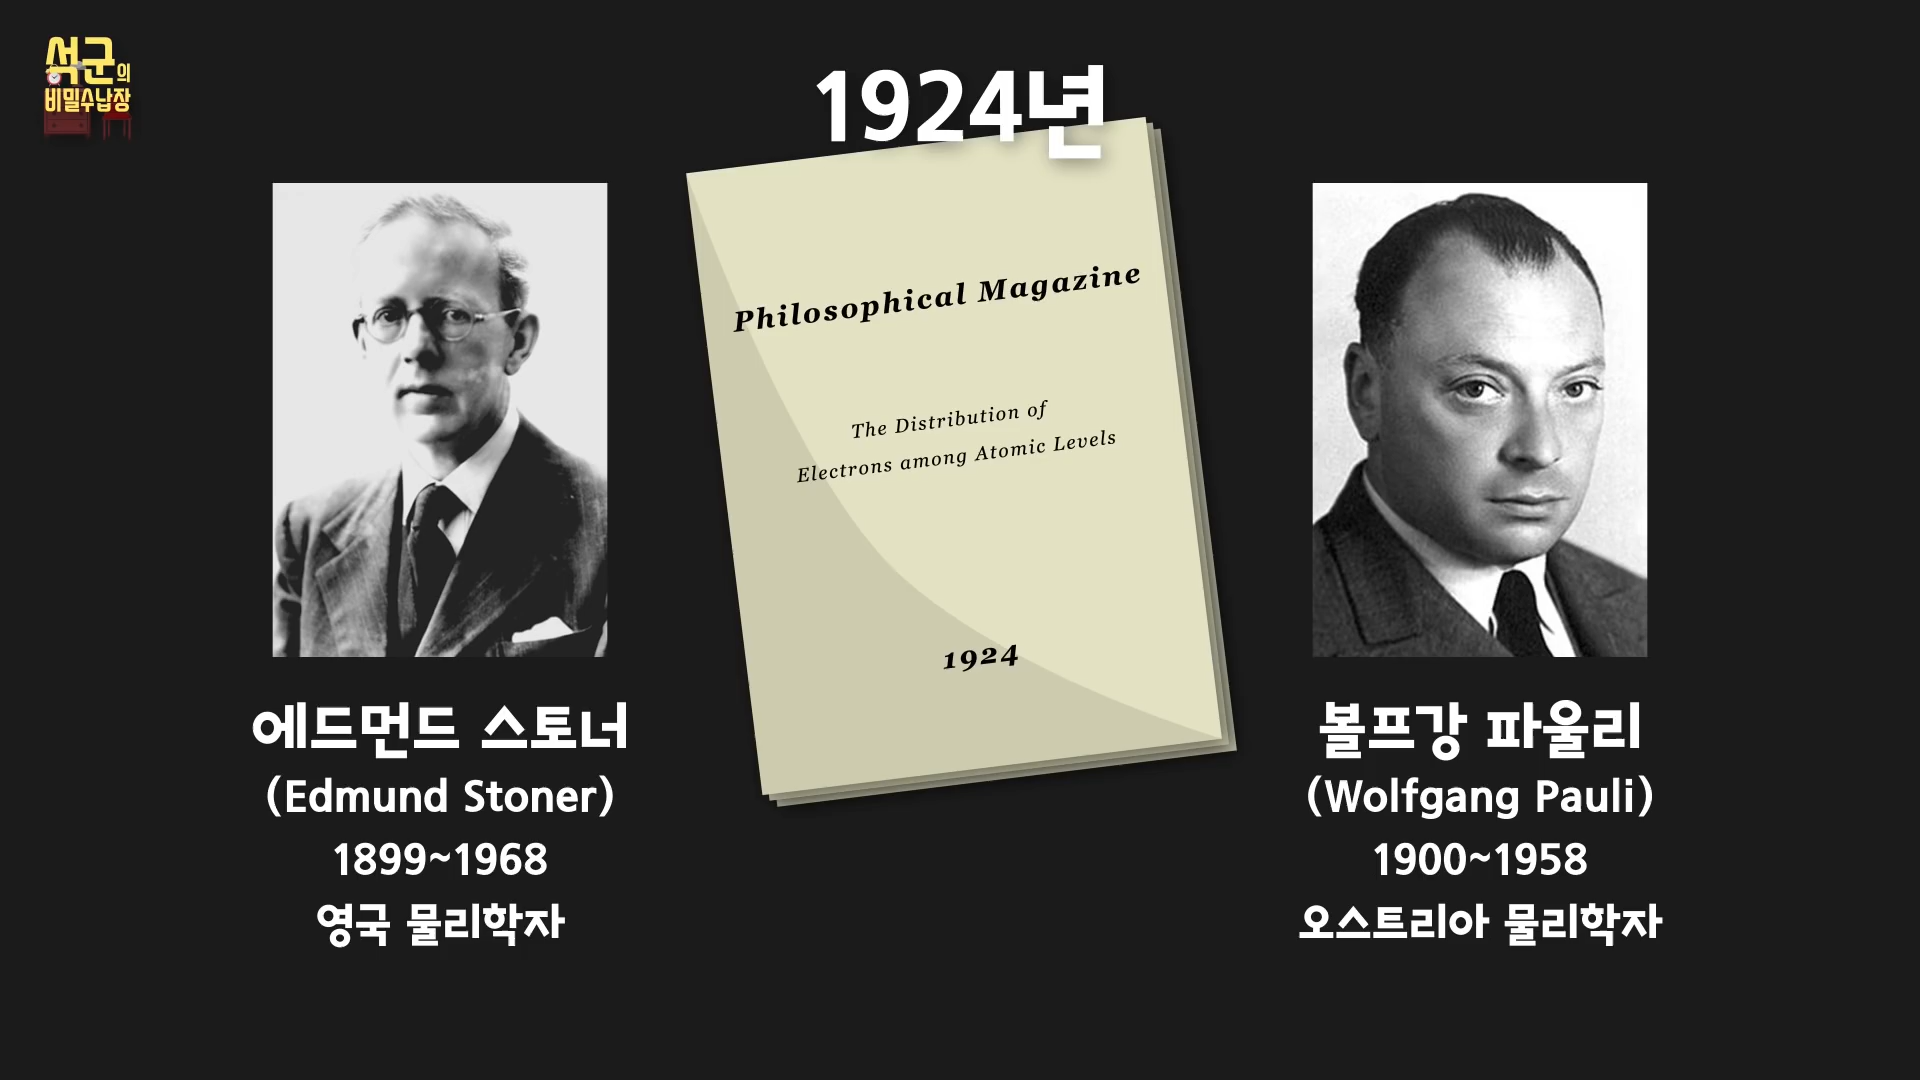 석군의
비밀수납장
1924년
Philosophical Magazine
The Distribution of
Electrons among Atomic Levels
1924
에드먼드 스토너
(Edmund Stoner)
1899~1968
영국 물리학자
볼프강 파울리
(Wolfgang Pauli)
1900~1958
오스트리아 물리학자